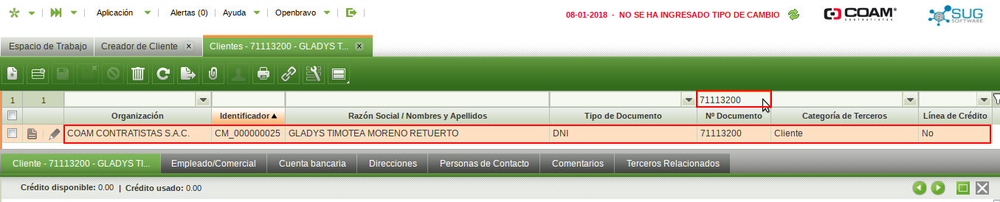 Aplicación Alertas (0) Ayuda Openbravo 08-01-2018 - NO SE HA INGRESADO TIPO DE CAMBIO COAM CONTRATISTAS SUG SOFTWARE
Espacio de Trabajo Creador de Cliente Clientes - 71113200 - GLADYS T...
1 1 71113200
Organización Identificador Razón Social / Nombres y Apellidos Tipo de Documento Nº Documento Categoría de Terceros Línea de Crédito
COAM CONTRATISTAS S.A.C. CM_000000025 GLADYS TIMOTEA MORENO RETUERTO DNI 71113200 Cliente No
Cliente - 71113200 - GLADYS TI... Empleado/Comercial Cuenta bancaria Direcciones Personas de Contacto Comentarios Terceros Relacionados
Crédito disponible: 0.00 | Crédito usado: 0.00